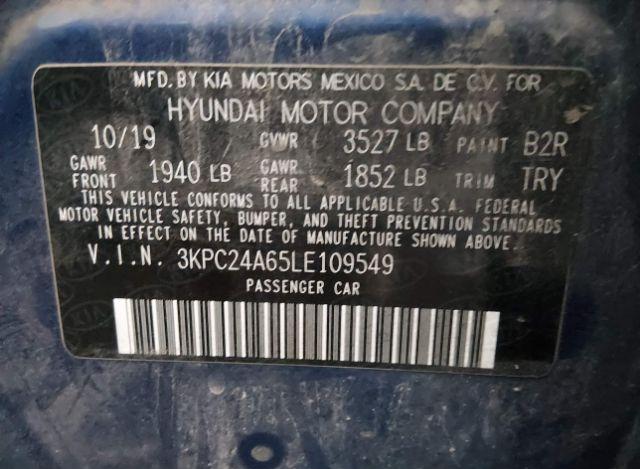 MFD. BY KIA MOTORS MEXICO S.A. DE C.V. FOR
HYUNDAI MOTOR COMPANY
10/19 GVWR 3527 LB PAINT B2R
GAWR FRONT 1940 LB GAWR REAR 1852 LB TRIM TRY
THIS VEHICLE CONFORMS TO ALL APPLICABLE U.S.A. FEDERAL
MOTOR VEHICLE SAFETY, BUMPER, AND THEFT PREVENTION STANDARDS
IN EFFECT ON THE DATE OF MANUFACTURE SHOWN ABOVE.
V.I.N. 3KPC24A65LE109549
PASSENGER CAR